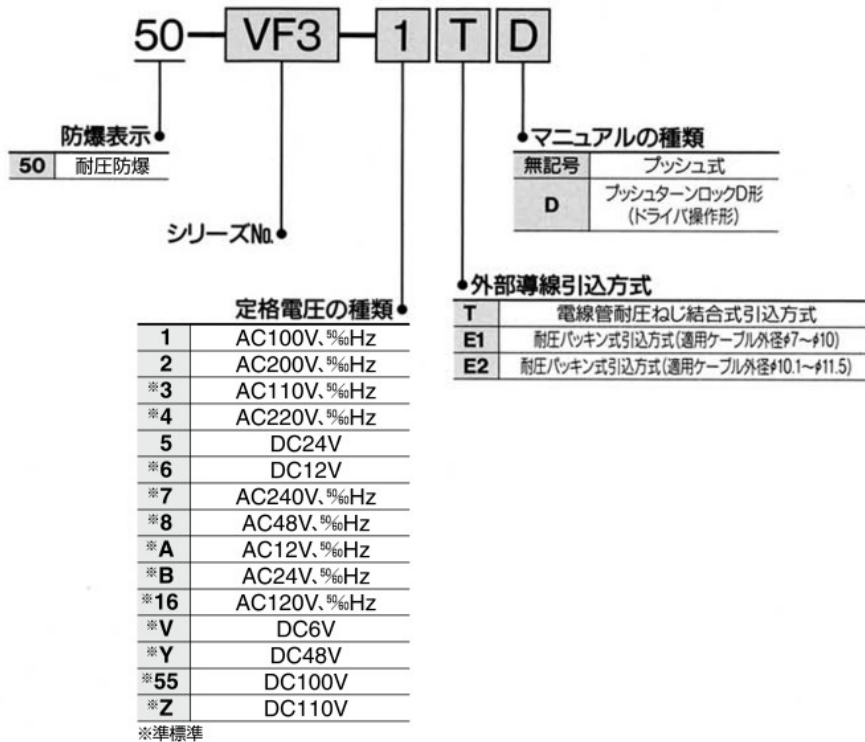 50 VF3 1 T D
防爆表示
50 耐圧防爆
シリーズNo.
定格電圧の種類
1 AC100V、50/60Hz
2 AC200V、50/60Hz
※3 AC110V、50/60Hz
※4 AC220V、50/60Hz
5 DC24V
※6 DC12V
※7 AC240V、50/60Hz
※8 AC48V、50/60Hz
※A AC12V、50/60Hz
※B AC24V、50/60Hz
※16 AC120V、50/60Hz
※V DC6V
※Y DC48V
※55 DC100V
※Z DC110V
※準標準
マニュアルの種類
無記号 プッシュ式
D プッシュターンロックD形
(ドライバ操作形)
外部導線引込方式
T 電線管耐圧ねじ結合式引込方式
E1 耐圧パッキン式引込方式(適用ケーブル外径φ7~φ10)
E2 耐圧パッキン式引込方式(適用ケーブル外径φ10.1~φ11.5)